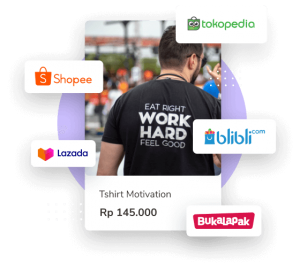 tokopedia
Shopee
EAT RIGHT
WORK
HARD
FEEL GOOD
blibli.com
Lazada
Tshirt Motivation
Rp 145.000
BukaLapak